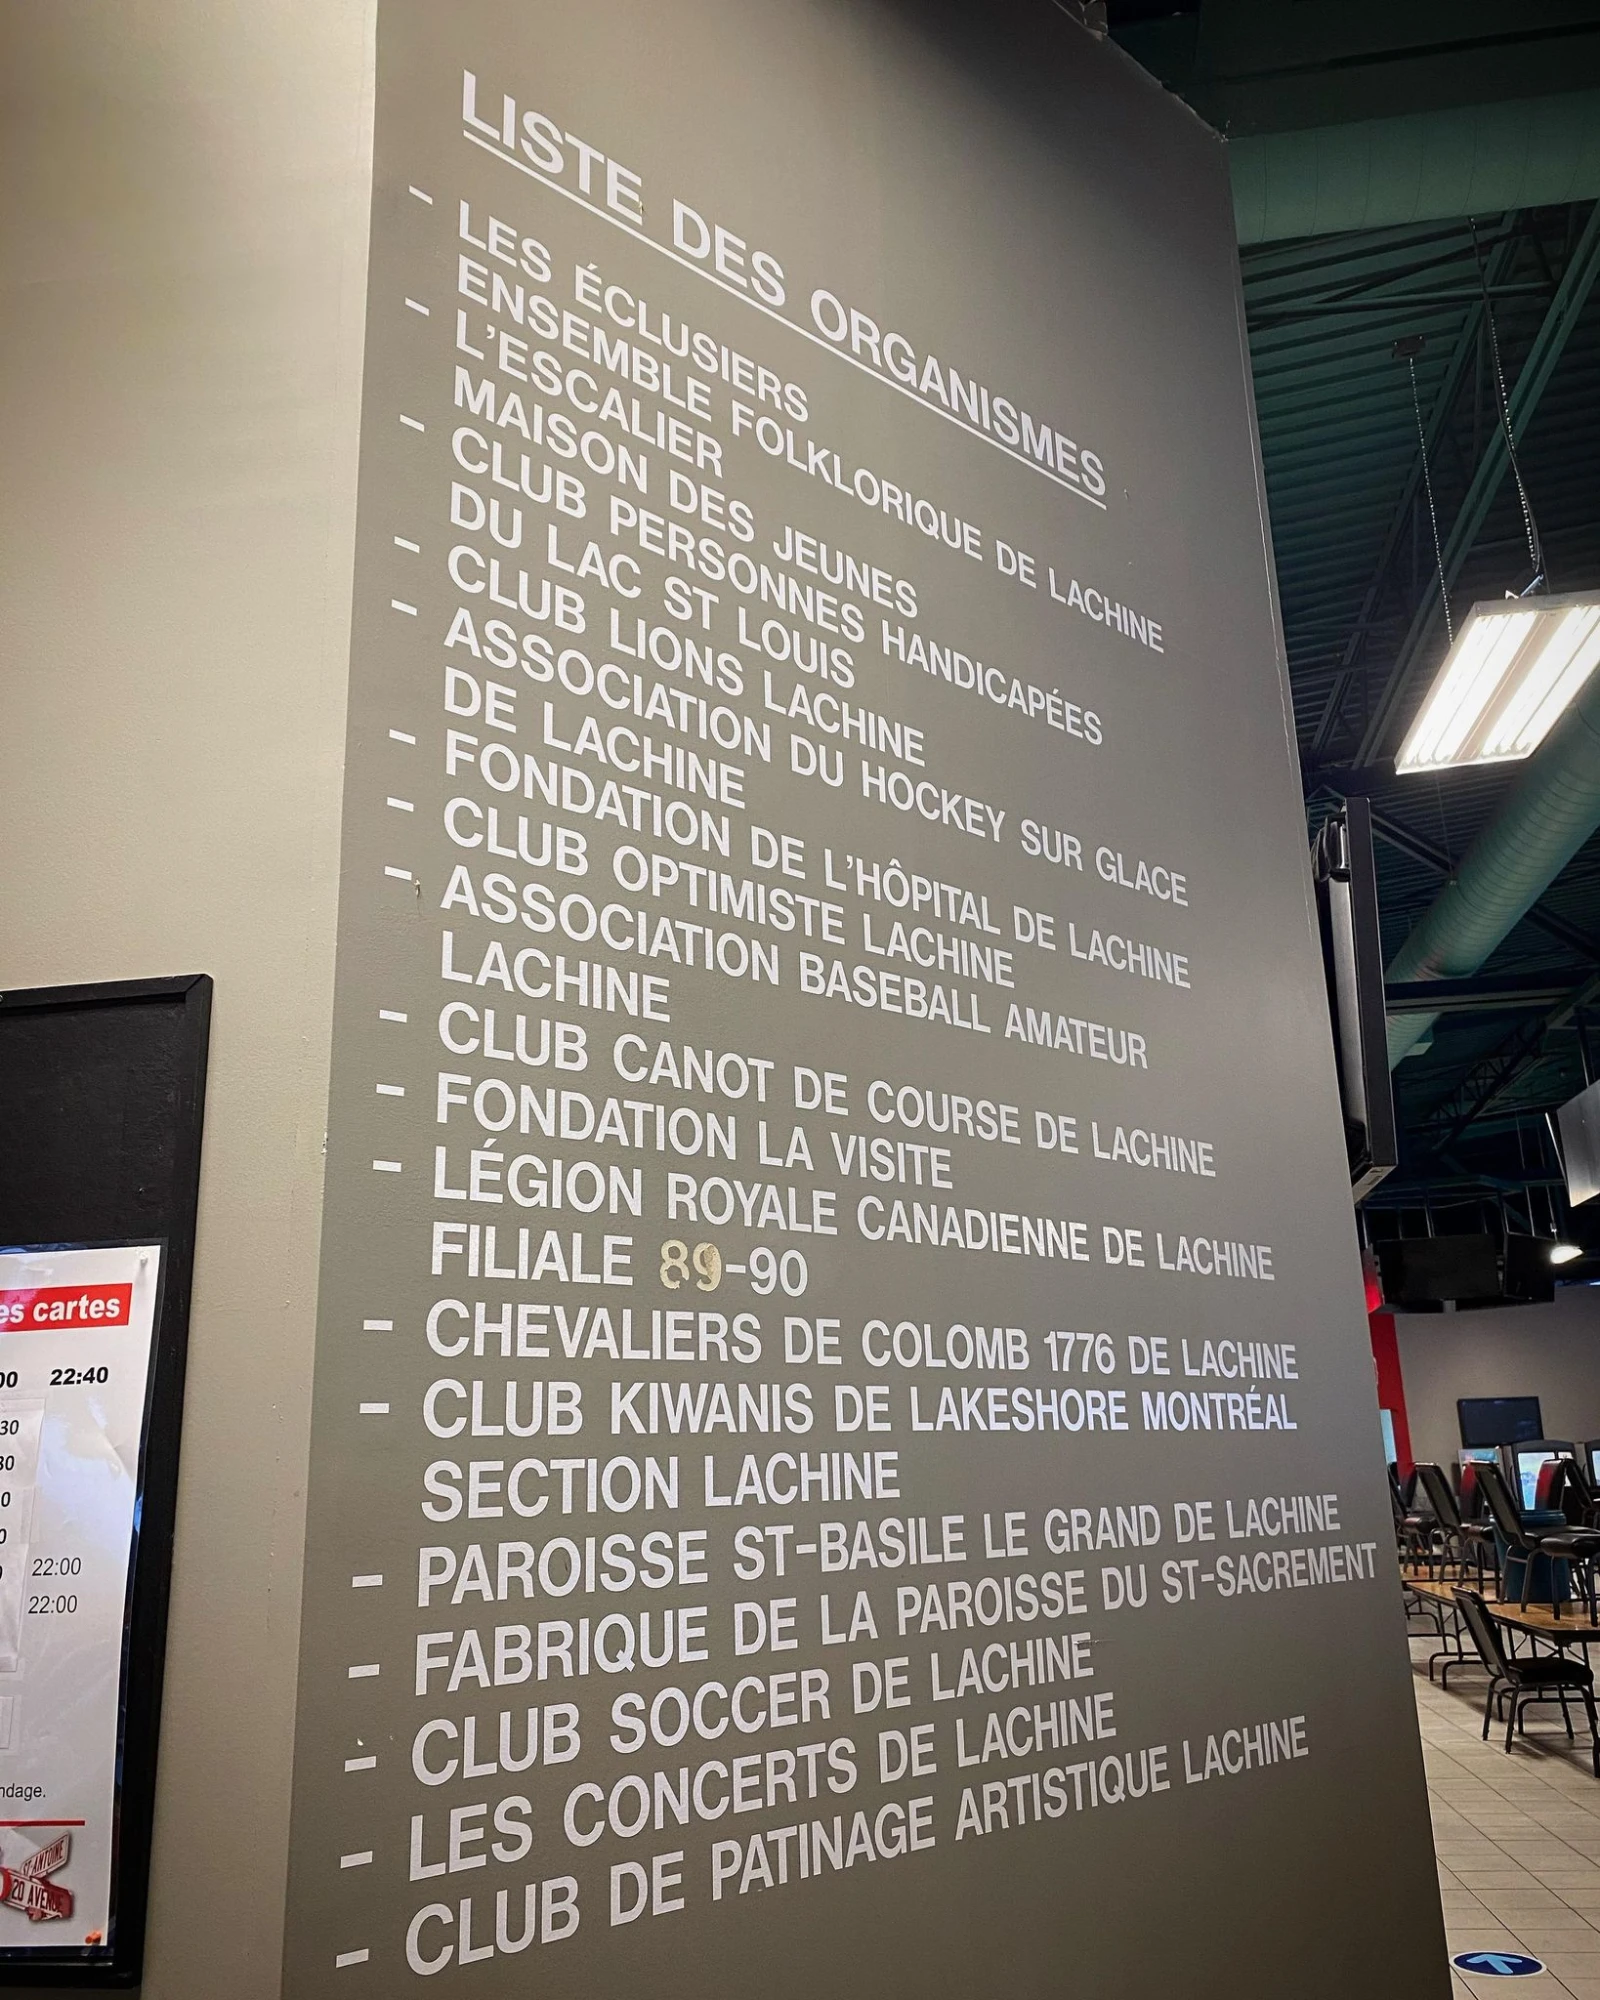 LISTE DES ORGANISMES
- LES ÉCLUSIERS
ENSEMBLE FOLKLORIQUE DE LACHINE
- L'ESCALIER
MAISON DES JEUNES
- CLUB PERSONNES HANDICAPÉES
DU LAC ST LOUIS
- CLUB LIONS LACHINE
- ASSOCIATION DU HOCKEY SUR GLACE
DE LACHINE
- FONDATION DE L'HÔPITAL DE LACHINE
- CLUB OPTIMISTE LACHINE
- ASSOCIATION BASEBALL AMATEUR
LACHINE
- CLUB CANOT DE COURSE DE LACHINE
- FONDATION LA VISITE
- LÉGION ROYALE CANADIENNE DE LACHINE
FILIALE 89-90
- CHEVALIERS DE COLOMB 1776 DE LACHINE
- CLUB KIWANIS DE LAKESHORE MONTRÉAL
SECTION LACHINE
- PAROISSE ST-BASILE LE GRAND DE LACHINE
- FABRIQUE DE LA PAROISSE DU ST-SACREMENT
- CLUB SOCCER DE LACHINE
- LES CONCERTS DE LACHINE
- CLUB DE PATINAGE ARTISTIQUE LACHINE
cartes
22:40
22:00
22:00
ST-ANTOINE
20 AVENUE